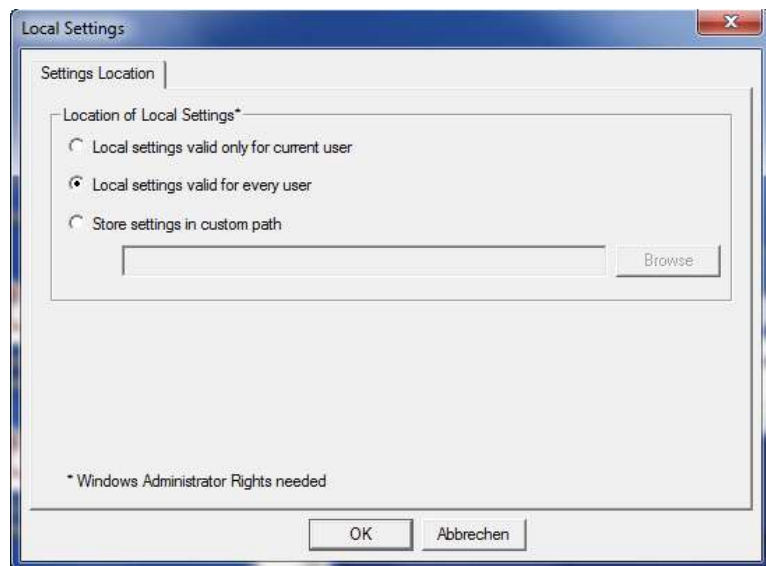 Local Settings
Settings Location
Location of Local Settings*
Local settings valid only for current user
Local settings valid for every user
Store settings in custom path
Browse
* Windows Administrator Rights needed
OK Abbrechen